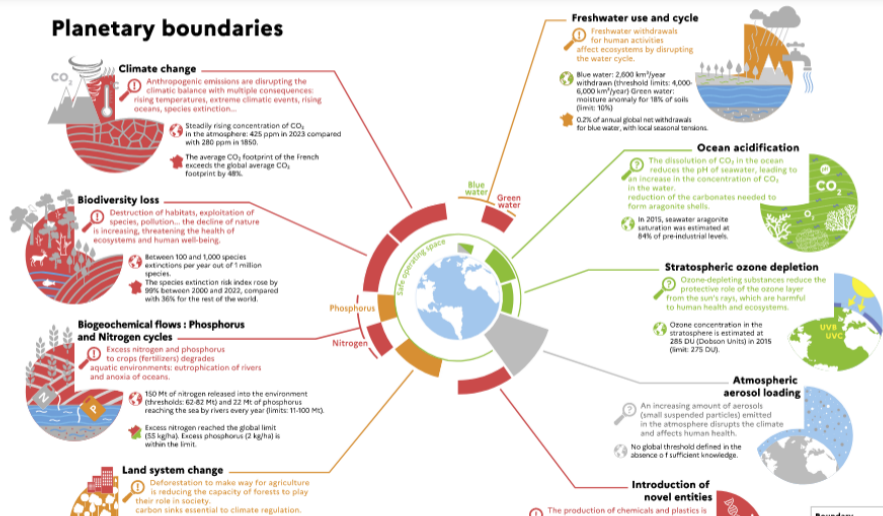 Planetary boundaries
Climate change
Anthropogenic emissions are disrupting the
climatic balance with multiple consequences:
rising temperatures, extreme climatic events, rising
oceans, species extinction...
CO2
Steadily rising concentration of CO2
in the atmosphere: 425 ppm in 2023 compared
with 280 ppm in 1850.
The average CO2 footprint of the French
exceeds the global average CO2
footprint by 48%.
Biodiversity loss
Destruction of habitats, exploitation of
species, pollution... the decline of nature
is increasing, threatening the health of
ecosystems and human well-being.
Between 100 and 1,000 species
extinctions per year out of 1 million
species.
The species extinction risk index rose by
98% between 2000 and 2022, compared
with 36% for the rest of the world.
Biogeochemical flows : Phosphorus
and Nitrogen cycles
Excess nitrogen and phosphorus
to crops (fertilizers) degrades
aquatic environments: eutrophication of rivers
and anoxia of oceans.
N
P
150 Mt of nitrogen released into the environment
(thresholds: 62-82 Mt) and 22 Mt of phosphorus
reaching the sea by rivers every year (limits: 11-100 Mt).
Excess nitrogen reached the global limit
(55 kg/ha). Excess phosphorus (2 kg/ha) is
within the limit.
Land system change
Deforestation to make way for agriculture
is reducing the capacity of forests to play
their role in society.
carbon sinks essential to climate regulation.
Blue
water
Green
water
Safe operating space
Phosphorus
Nitrogen
Freshwater use and cycle
Freshwater withdrawals
for human activities
affect ecosystems by disrupting
the water cycle.
Blue water: 2,600 km³/year
withdrawn (threshold limits: 4,000-
6,000 km³/year) Green water:
moisture anomaly for 18% of soils
(limit: 10%)
0.2% of annual global net withdrawals
for blue water, with local seasonal tensions.
Ocean acidification
The dissolution of CO2 in the ocean
reduces the pH of seawater, leading to
an increase in the concentration of CO2
in the water.
reduction of the carbonates needed to
form aragonite shells.
pH
CO2
O2
In 2015, seawater aragonite
saturation was estimated at
84% of pre-industrial levels.
Stratospheric ozone depletion
Ozone-depleting substances reduce the
protective role of the ozone layer
from the sun's rays, which are harmful
to human health and ecosystems.
UVB
UVC
Ozone concentration in the
stratosphere is estimated at
285 DU (Dobson Units) in 2015
(limit: 275 DU).
Atmospheric
aerosol loading
An increasing amount of aerosols
(small suspended particles) emitted
in the atmosphere disrupts the climate
and affects human health.
No global threshold defined in the
absence o f sufficient knowledge.
Introduction of
novel entities
The production of chemicals and plastics is
Boundary